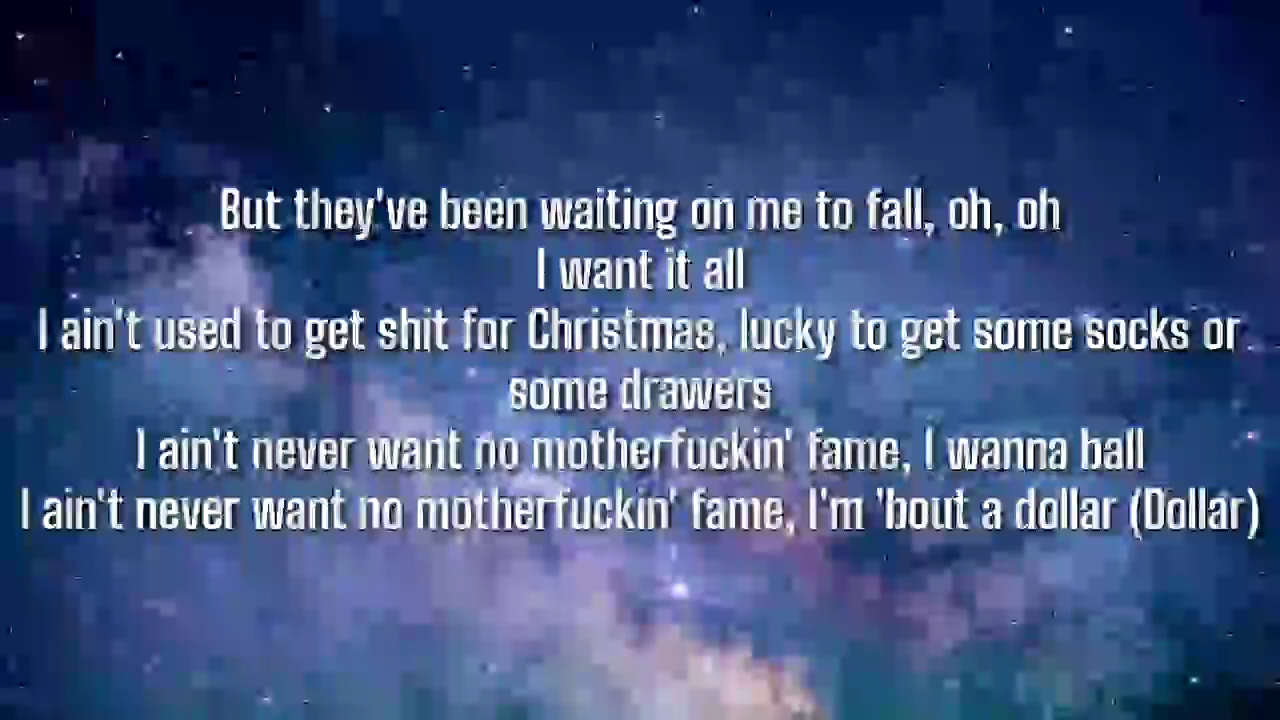 But they've been waiting on me to fall, oh, oh
I want it all
I ain't used to get shit for Christmas, lucky to get some socks or
some drawers
I ain't never want no motherfuckin' fame, I wanna ball
I ain't never want no motherfuckin' fame, I'm 'bout a dollar (Dollar)